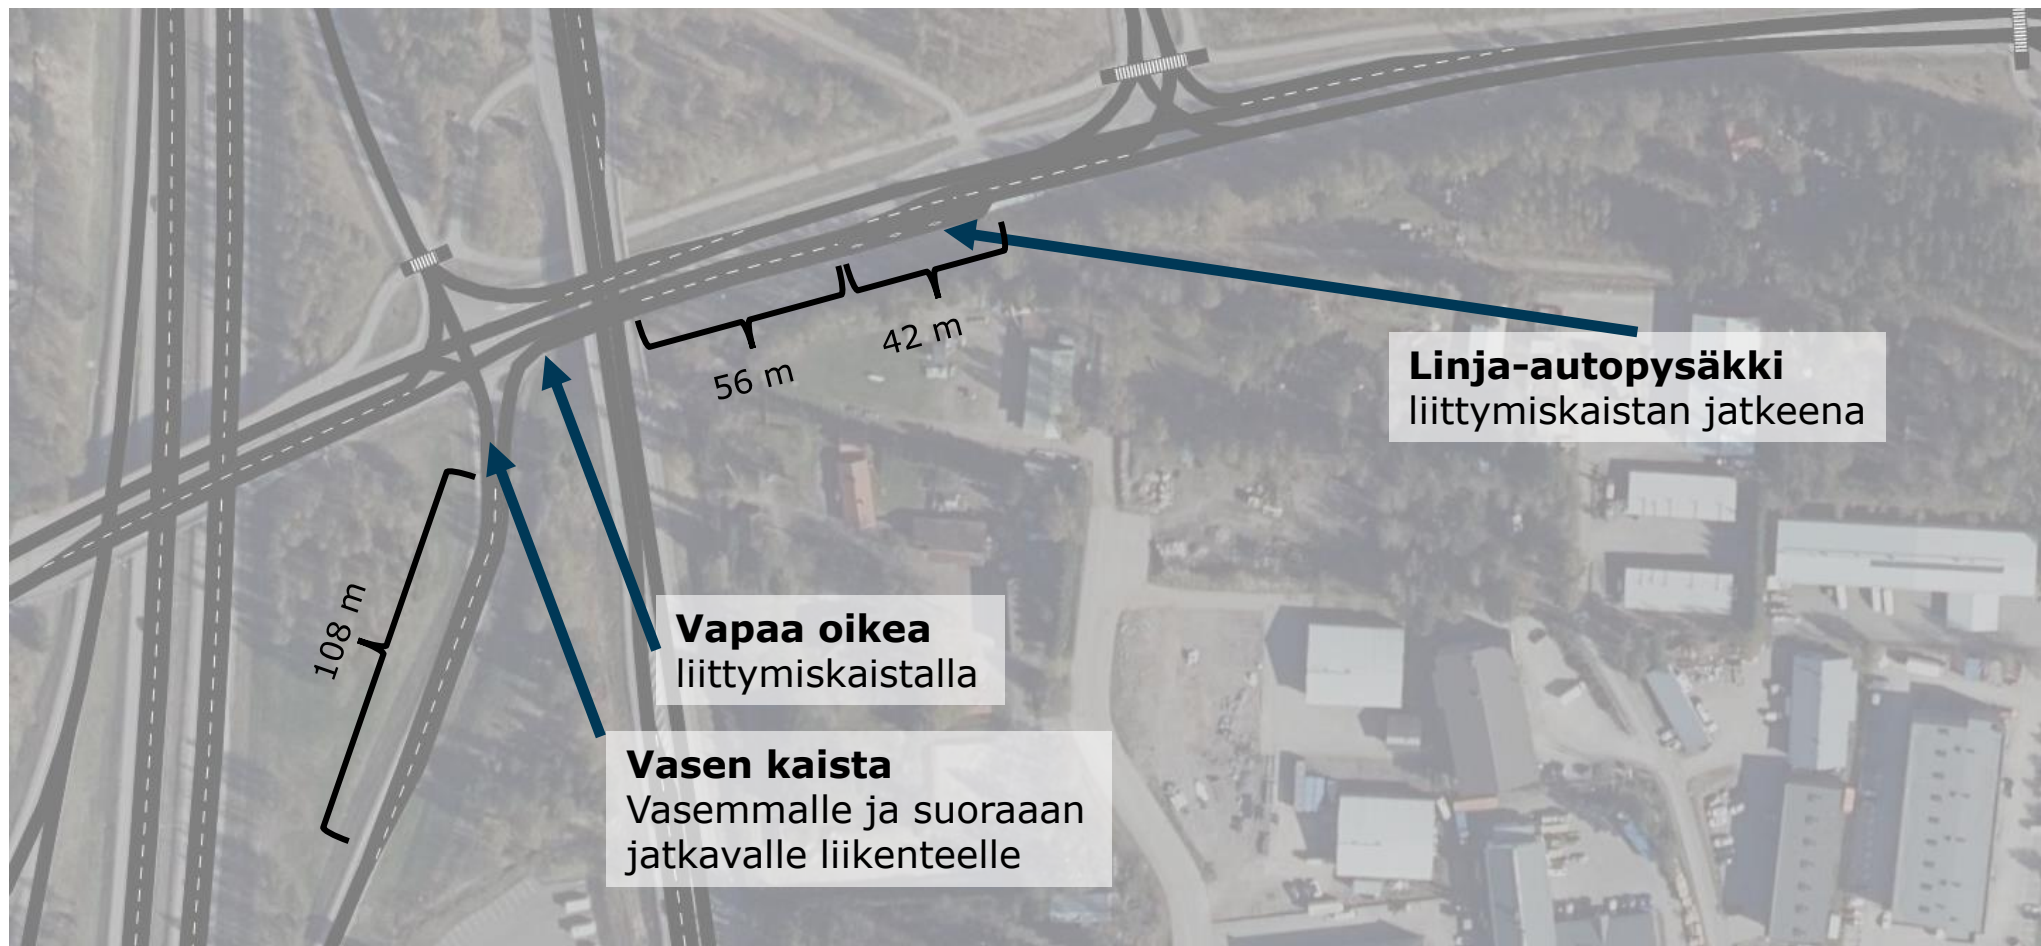 56 m
42 m
Linja-autopysäkki
liittymiskaistan jatkeena
108 m
Vapaa oikea
liittymiskaistalla
Vasen kaista
Vasemmalle ja suoraaan
jatkavalle liikenteelle